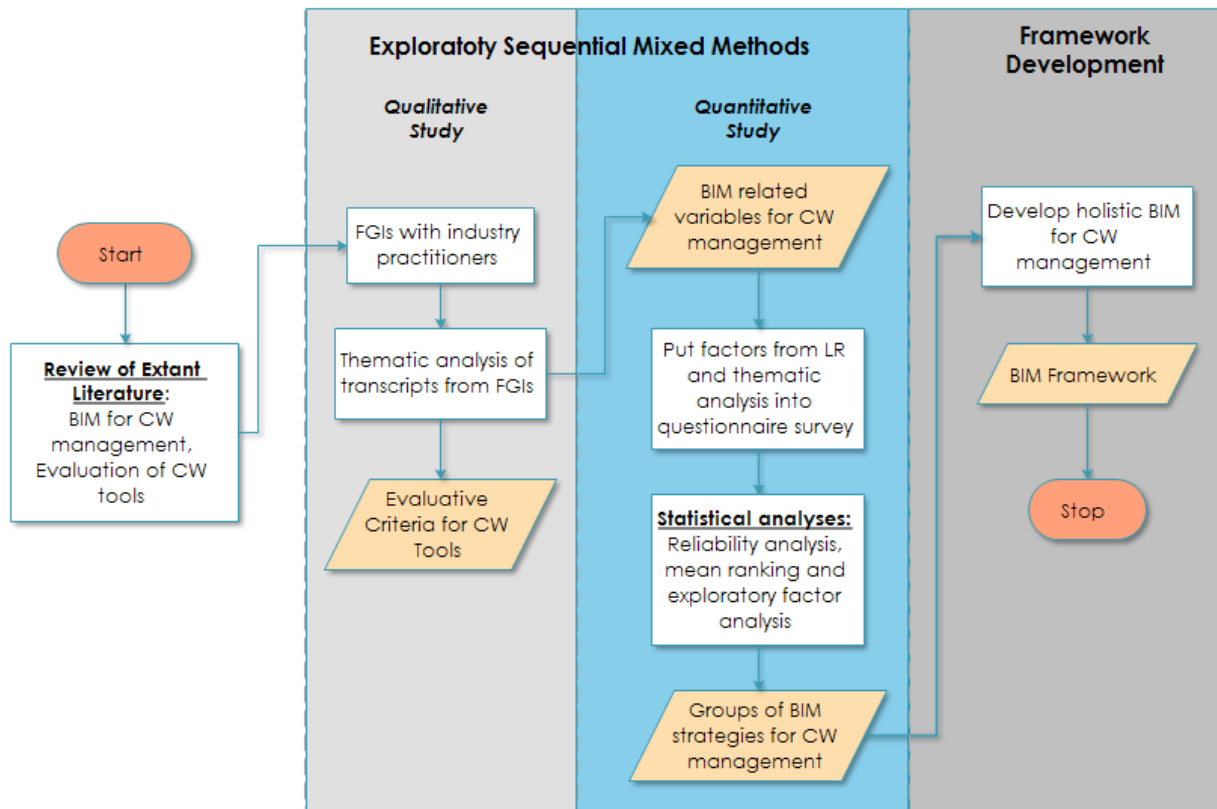 Exploratoty Sequential Mixed Methods
Framework
Development
Qualitative
Study
Quantitative
Study
Start
Review of Extant
Literature:
BIM for CW
management,
Evaluation of CW
tools
FGIs with industry
practitioners
Thematic analysis of
transcripts from FGIs
Evaluative
Criteria for CW
Tools
BIM related
variables for CW
management
Put factors from LR
and thematic
analysis into
questionnaire survey
Statistical analyses:
Reliability analysis,
mean ranking and
exploratory factor
analysis
Groups of BIM
strategies for CW
management
Develop holistic BIM
for CW
management
BIM Framework
Stop